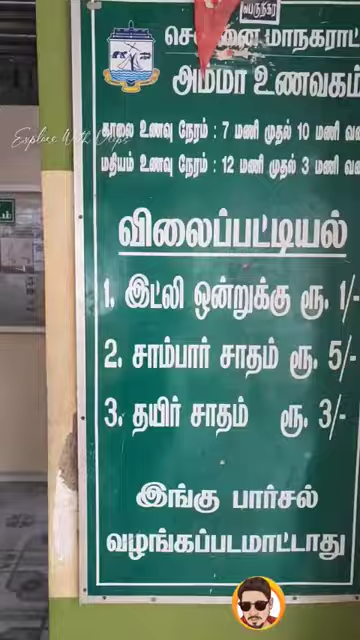 பெருநகர
சென்னை மாநகராட்
அம்மா உணவகம்
காலை உணவு நேரம் : 7 மணி முதல் 10 மணி வ
மதியம் உணவு நேரம் : 12 மணி முதல் 3 மணி வ
Explore With
விலைப்பட்டியல்
1. இட்லி ஒன்றுக்கு ரூ. 1/-
2. சாம்பார் சாதம் ரூ. 5/-
3. தயிர் சாதம் ரூ. 3/-
இங்கு பார்சல்
வழங்கப்படமாட்டாது